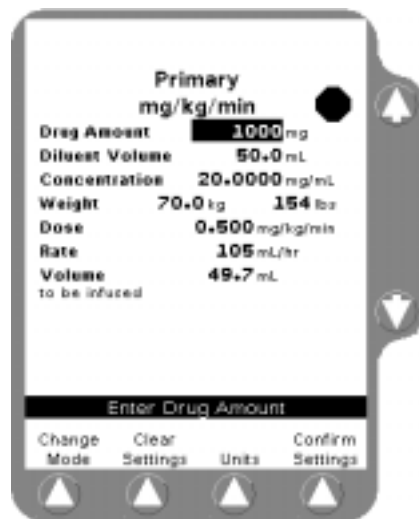 Primary
mg/kg/min
Drug Amount 1000 mg
Diluent Volume 50.0 mL
Concentration 20.0000 mg/mL
Weight 70.0 kg 154 lbs
Dose 0.500 mg/kg/min
Rate 105 mL/hr
Volume 49.7 mL
to be infused
Enter Drug Amount
Change Mode
Clear Settings
Units
Confirm Settings